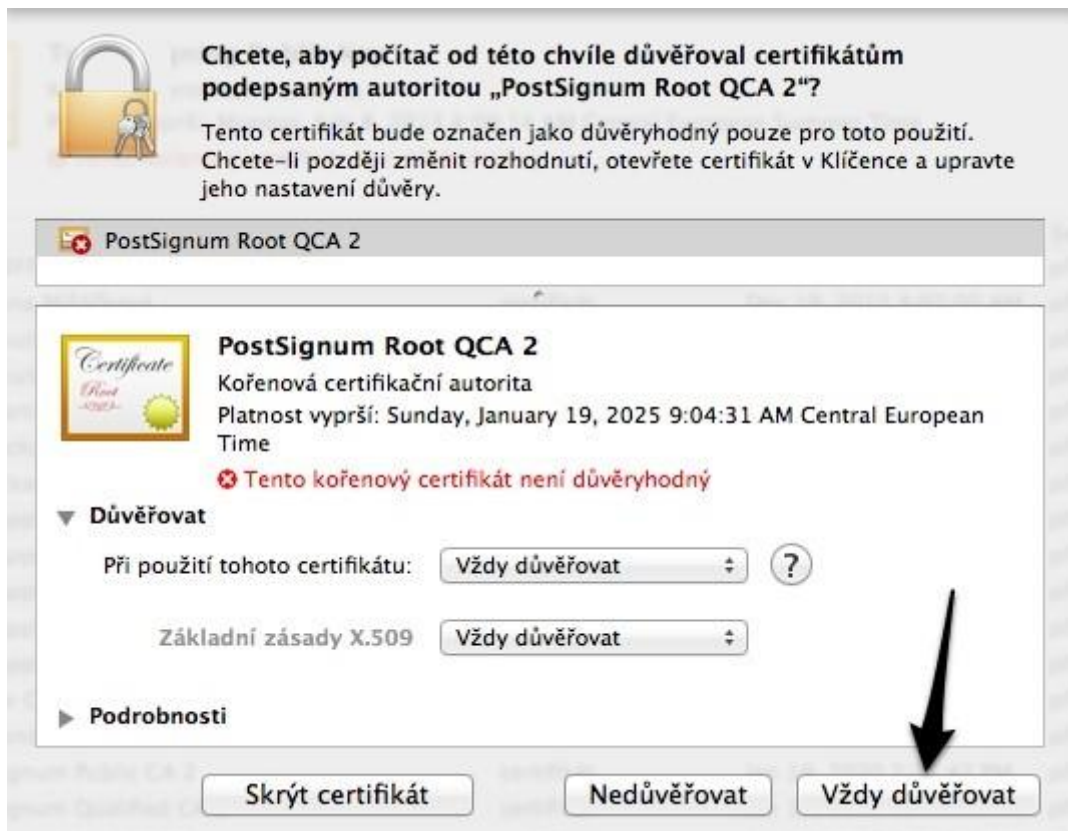 Chcete, aby počítač od této chvíle důvěřoval certifikátům
podepsaným autoritou „PostSignum Root QCA 2“?
Tento certifikát bude označen jako důvěryhodný pouze pro toto použití.
Chcete-li později změnit rozhodnutí, otevřete certifikát v Klíčence a upravte
jeho nastavení důvěry.
PostSignum Root QCA 2
Certificate
Root
PostSignum Root QCA 2
Kořenová certifikační autorita
Platnost vyprší: Sunday, January 19, 2025 9:04:31 AM Central European
Time
Tento kořenový certifikát není důvěryhodný
Důvěřovat
Při použití tohoto certifikátu: Vždy důvěřovat ?
Základní zásady X.509 Vždy důvěřovat
Podrobnosti
Skrýt certifikát Nedůvěřovat Vždy důvěřovat